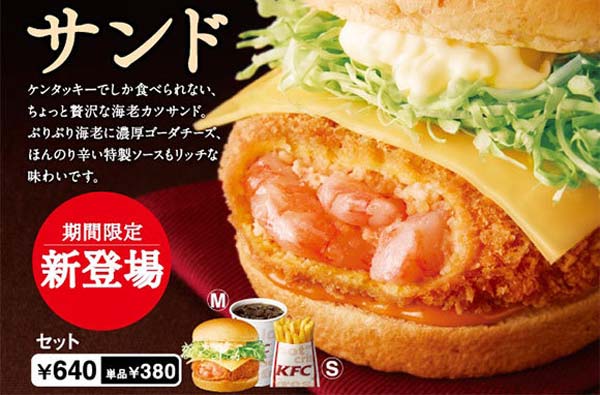 サンド
ケンタッキーでしか食べられない、
ちょっと贅沢な海老カツサンド。
ぷりぷり海老に濃厚ゴーダチーズ、
ほんのり辛い特製ソースもリッチな
味わいです。
期間限定
新登場
セット
¥640 単品¥380
M
KFC
S